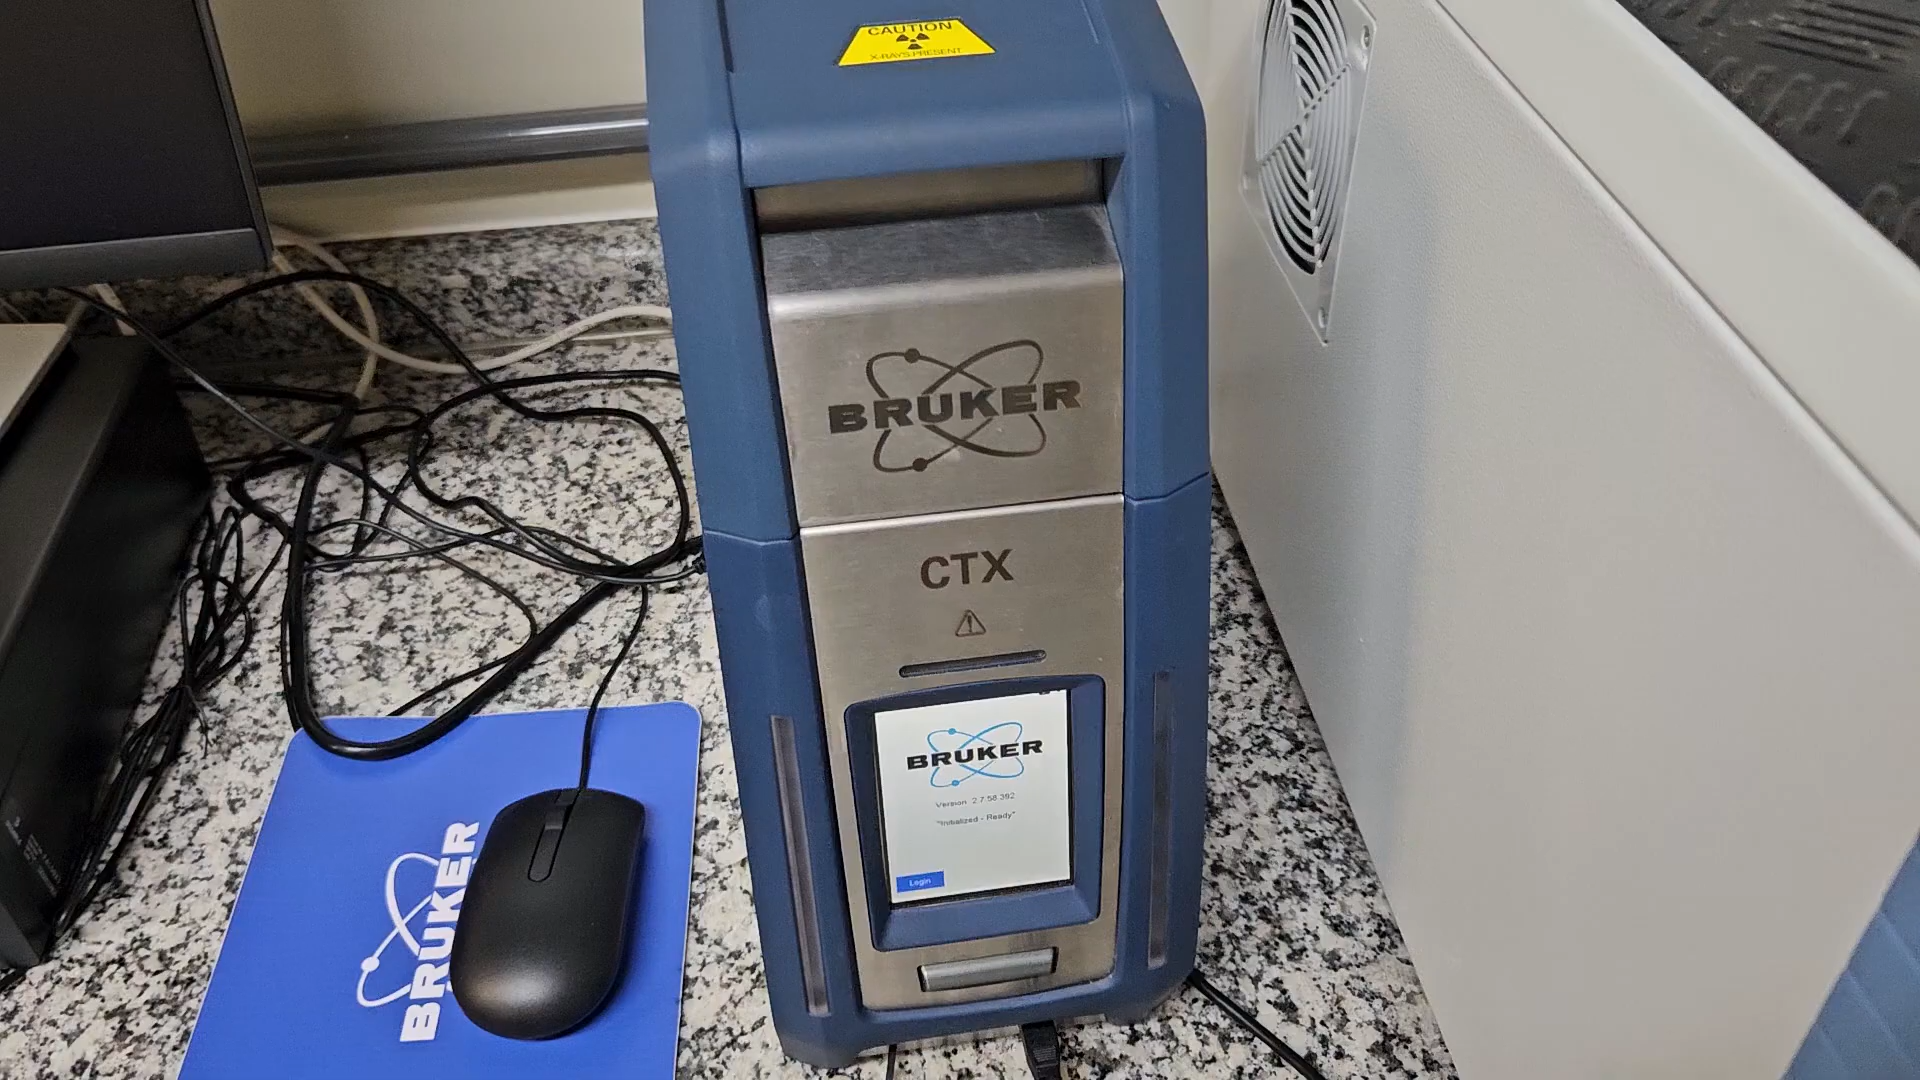 CAUTION
X-RAYS PRESENT
BRUKER
CTX
BRUKER
Version 2.7.58.392
"Initialized - Ready"
Login
BRUKER